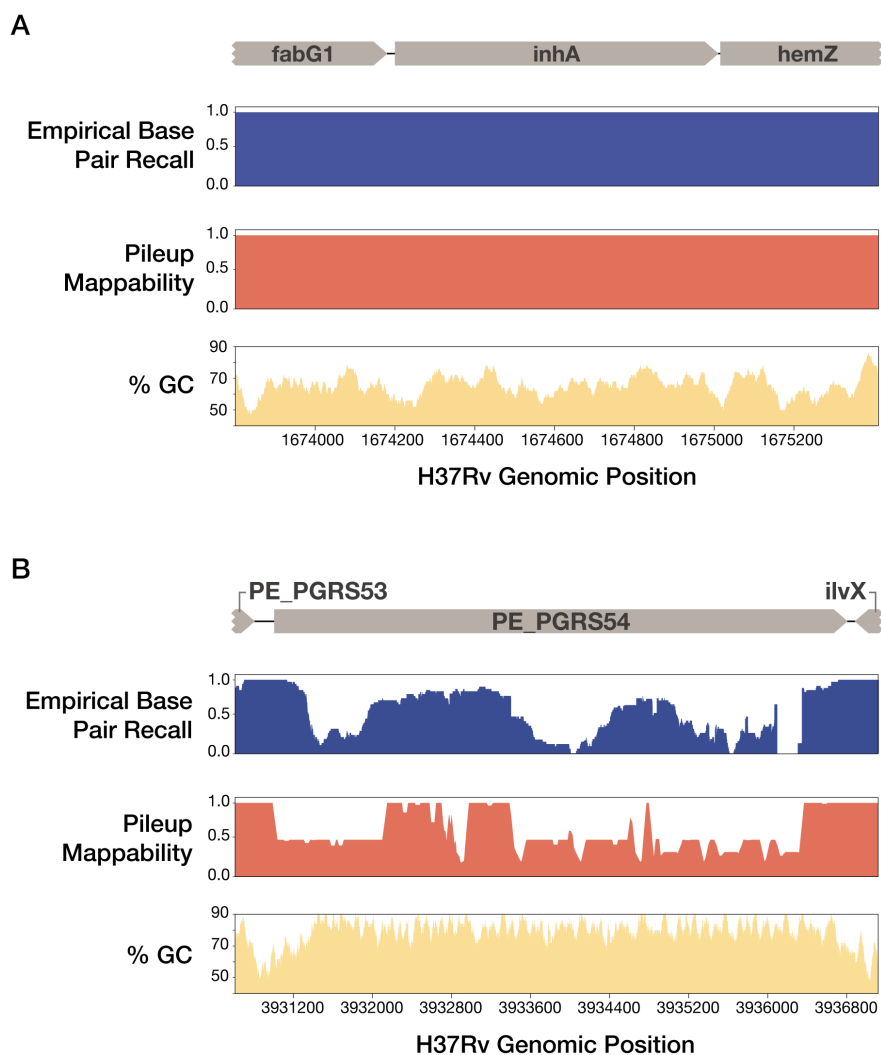 A
fabG1 inhA hemZ
Empirical Base
Pair Recall
1.0
0.5
0.0
Pileup
Mappability
1.0
0.5
0.0
% GC
90
70
50
1674000 1674200 1674400 1674600 1674800 1675000 1675200
H37Rv Genomic Position
B
PE_PGRS53 ilvX
PE_PGRS54
Empirical Base
Pair Recall
1.0
0.5
0.0
Pileup
Mappability
1.0
0.5
0.0
% GC
90
70
50
3931200 3932000 3932800 3933600 3934400 3935200 3936000 3936800
H37Rv Genomic Position